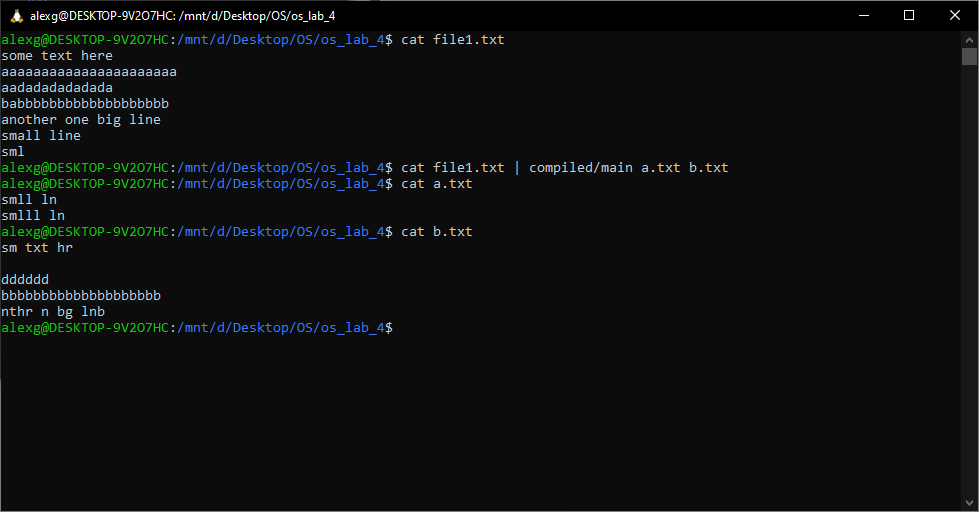 alexg@DESKTOP-9V2O7HC: /mnt/d/Desktop/OS/os_lab_4
alexg@DESKTOP-9V2O7HC:/mnt/d/Desktop/OS/os_lab_4$ cat file1.txt
some text here
aaaaaaaaaaaaaaaaaaaaaa
aadadadadadada
babbbbbbbbbbbbbbbbbbb
another one big line
small line
sml
alexg@DESKTOP-9V2O7HC:/mnt/d/Desktop/OS/os_lab_4$ cat file1.txt | compiled/main a.txt b.txt
alexg@DESKTOP-9V2O7HC:/mnt/d/Desktop/OS/os_lab_4$ cat a.txt
smll ln
smlll ln
alexg@DESKTOP-9V2O7HC:/mnt/d/Desktop/OS/os_lab_4$ cat b.txt
sm txt hr
dddddd
bbbbbbbbbbbbbbbbbbbb
nthr n bg lnb
alexg@DESKTOP-9V2O7HC:/mnt/d/Desktop/OS/os_lab_4$